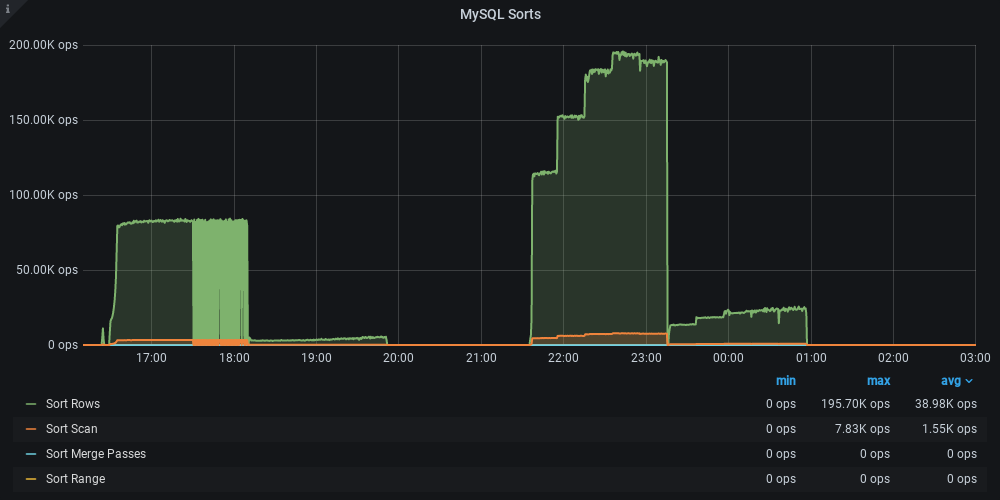 i
MySQL Sorts
200.00K ops
150.00K ops
100.00K ops
50.00K ops
0 ops
17:00 18:00 19:00 20:00 21:00 22:00 23:00 00:00 01:00 02:00 03:00
min max avg
Sort Rows 0 ops 195.70K ops 38.98K ops
Sort Scan 0 ops 7.83K ops 1.55K ops
Sort Merge Passes 0 ops 0 ops 0 ops
Sort Range 0 ops 0 ops 0 ops